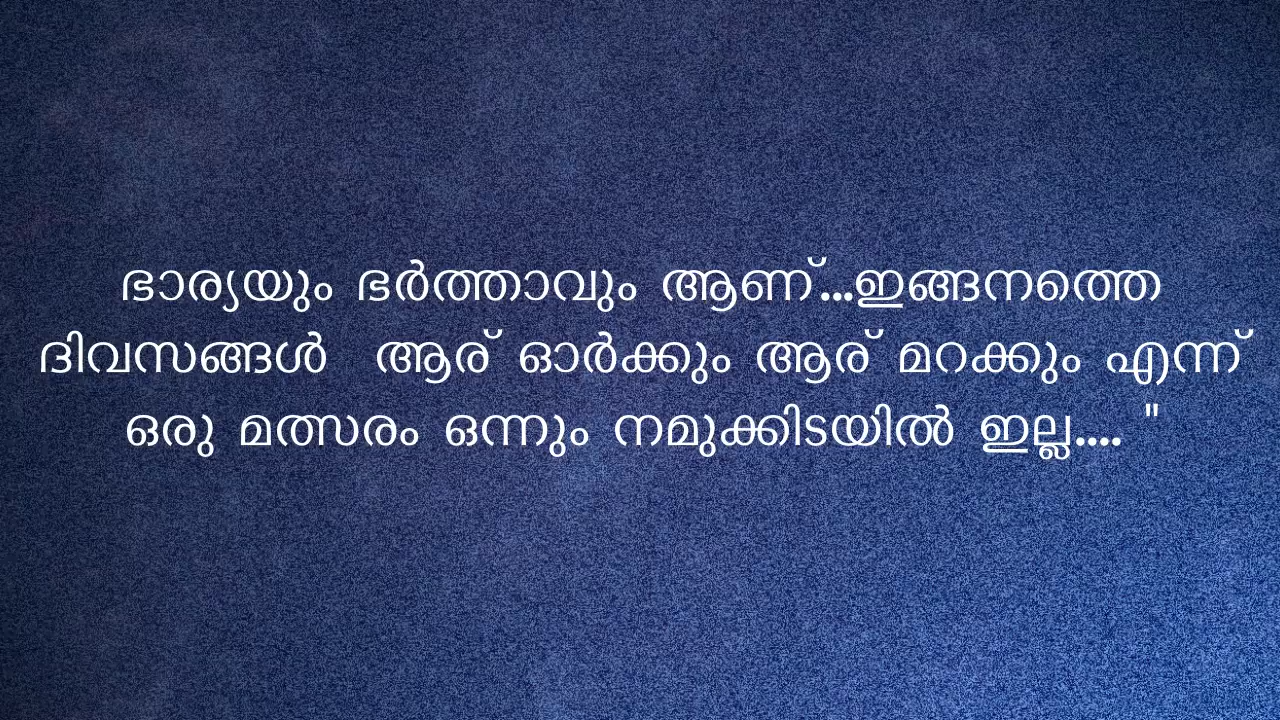 ഭാര്യയും ഭർത്താവും ആണ്...ഇങ്ങനത്തെ
ദിവസങ്ങൾ ആര് ഓർക്കും ആര് മറക്കും എന്ന്
ഒരു മത്സരം ഒന്നും നമുക്കിടയിൽ ഇല്ല.... "